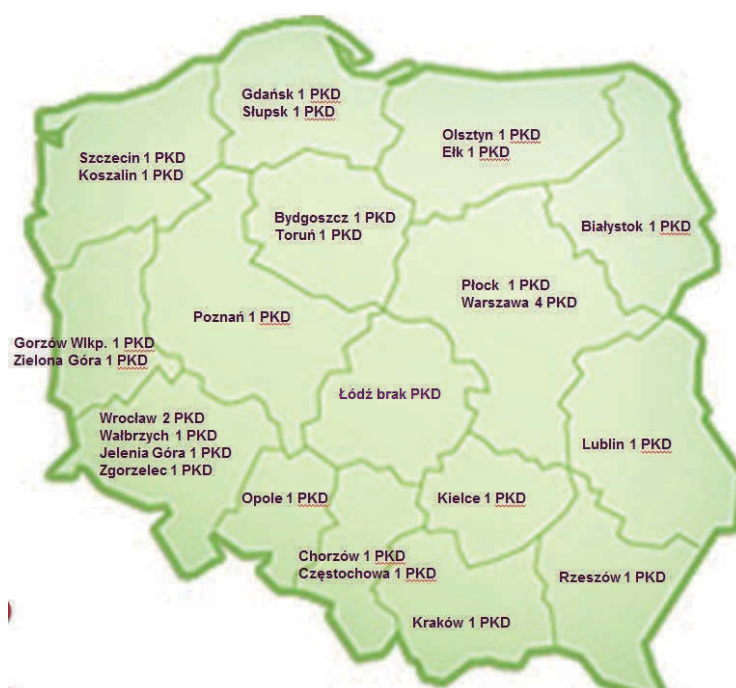 Gdańsk 1 PKD
Słupsk 1 PKD
Olsztyn 1 PKD
Ełk 1 PKD
Szczecin 1 PKD
Koszalin 1 PKD
Bydgoszcz 1 PKD
Toruń 1 PKD
Białystok 1 PKD
Płock 1 PKD
Warszawa 4 PKD
Poznań 1 PKD
Gorzów Wlkp. 1 PKD
Zielona Góra 1 PKD
Łódź brak PKD
Wrocław 2 PKD
Wałbrzych 1 PKD
Jelenia Góra 1 PKD
Zgorzelec 1 PKD
Lublin 1 PKD
Opole 1 PKD
Kielce 1 PKD
Chorzów 1 PKD
Częstochowa 1 PKD
Rzeszów 1 PKD
Kraków 1 PKD